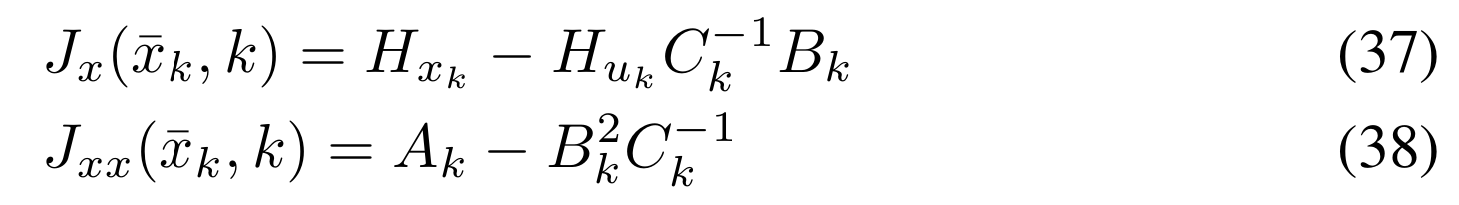 $J_x(\bar{x}_k, k) = H_{x_k} - H_{u_k} C_k^{-1} B_k$ (37)
$J_{xx}(\bar{x}_k, k) = A_k - B_k^2 C_k^{-1}$ (38)